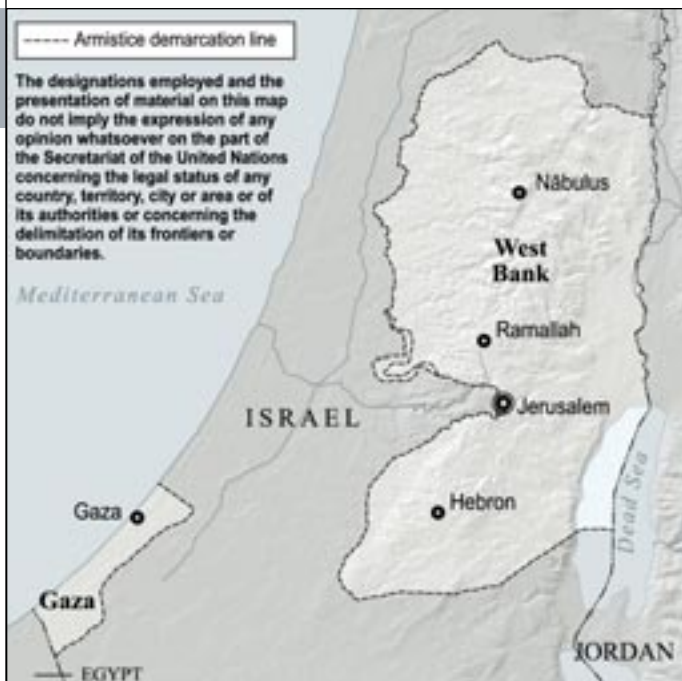 Armistice demarcation line
The designations employed and the
presentation of material on this map
do not imply the expression of any
opinion whatsoever on the part of
the Secretariat of the United Nations
concerning the legal status of any
country, territory, city or area or of
its authorities or concerning the
delimitation of its frontiers or
boundaries.
Nābulus
West
Bank
Mediterranean Sea
Ramallah
Jerusalem
ISRAEL
Dead Sea
Hebron
Gaza
Gaza
JORDAN
EGYPT